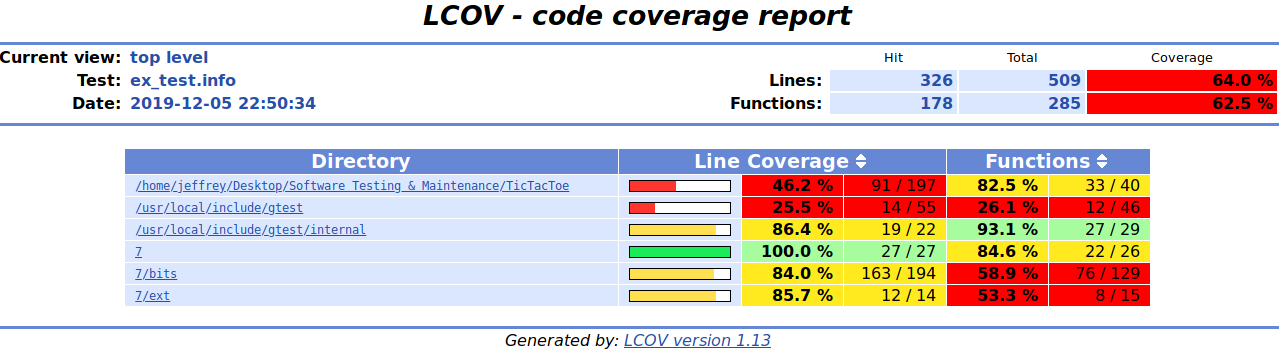 LCOV - code coverage report
Current view: top level
Hit Total Coverage
Test: ex_test.info Lines: 326 509 64.0 %
Date: 2019-12-05 22:50:34 Functions: 178 285 62.5 %
Directory Line Coverage Functions
/home/jeffrey/Desktop/Software Testing & Maintenance/TicTacToe 46.2 % 91 / 197 82.5 % 33 / 40
/usr/local/include/gtest 25.5 % 14 / 55 26.1 % 12 / 46
/usr/local/include/gtest/internal 86.4 % 19 / 22 93.1 % 27 / 29
7 100.0 % 27 / 27 84.6 % 22 / 26
7/bits 84.0 % 163 / 194 58.9 % 76 / 129
7/ext 85.7 % 12 / 14 53.3 % 8 / 15
Generated by: LCOV version 1.13